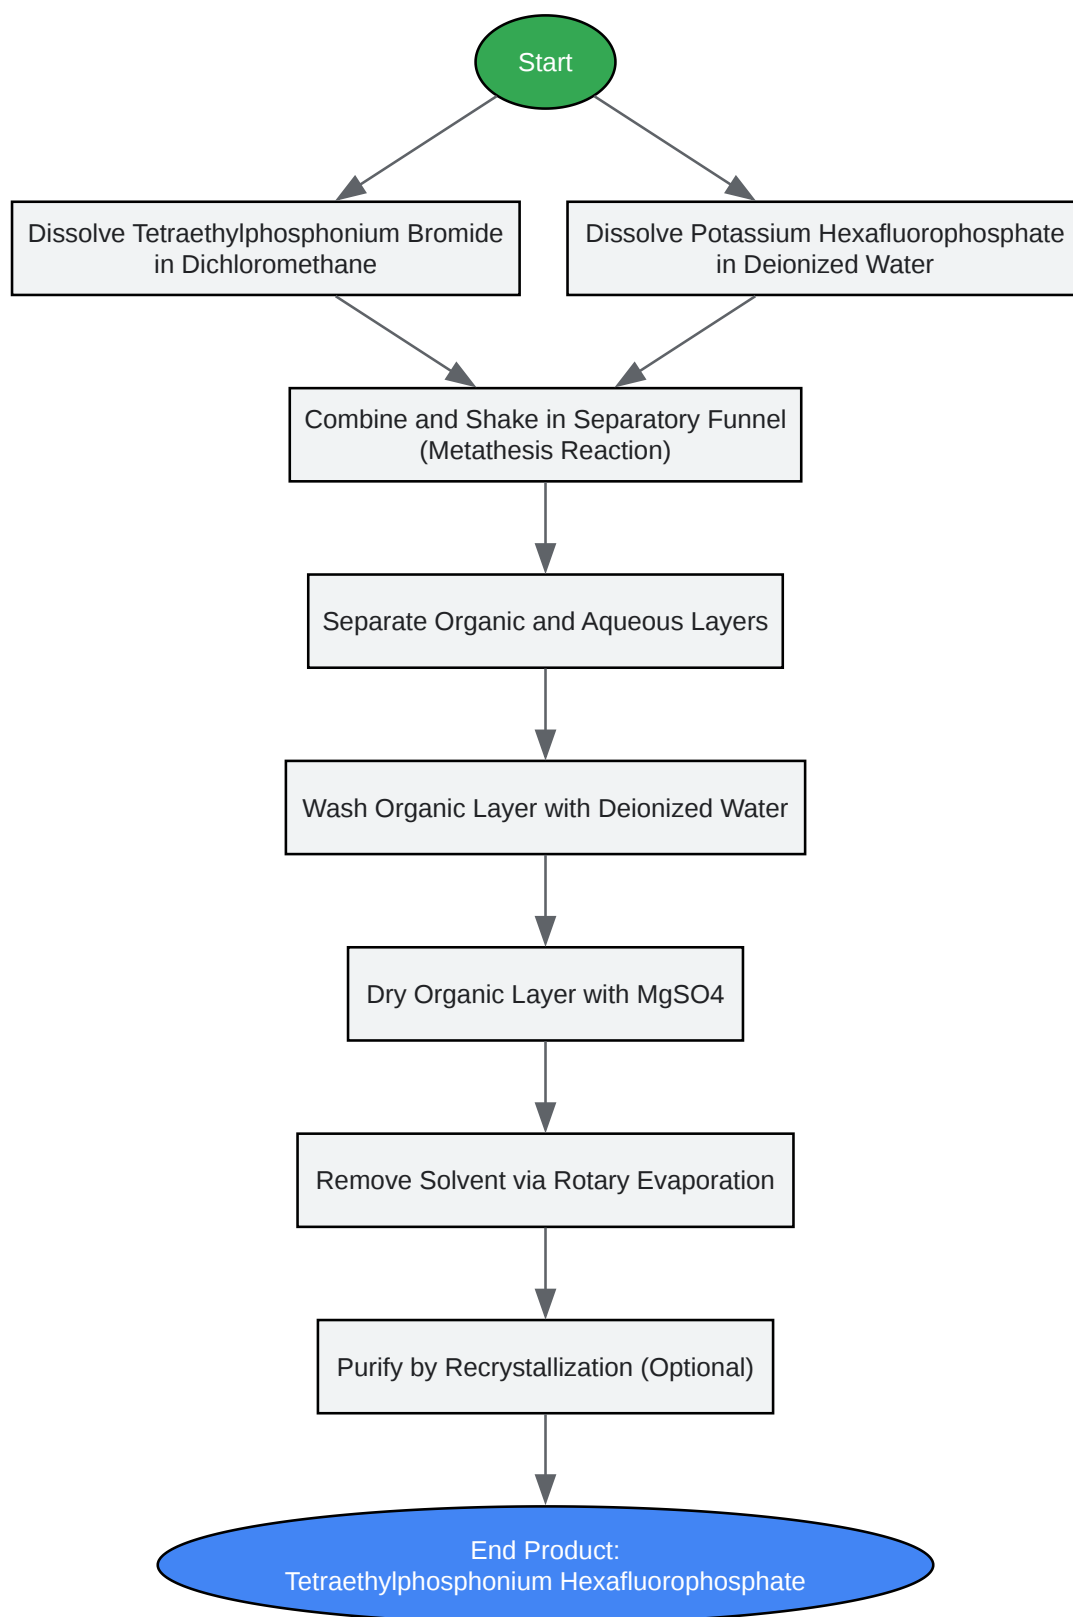 Start
Dissolve Tetraethylphosphonium Bromide
in Dichloromethane
Dissolve Potassium Hexafluorophosphate
in Deionized Water
Combine and Shake in Separatory Funnel
(Metathesis Reaction)
Separate Organic and Aqueous Layers
Wash Organic Layer with Deionized Water
Dry Organic Layer with MgSO4
Remove Solvent via Rotary Evaporation
Purify by Recrystallization (Optional)
End Product:
Tetraethylphosphonium Hexafluorophosphate